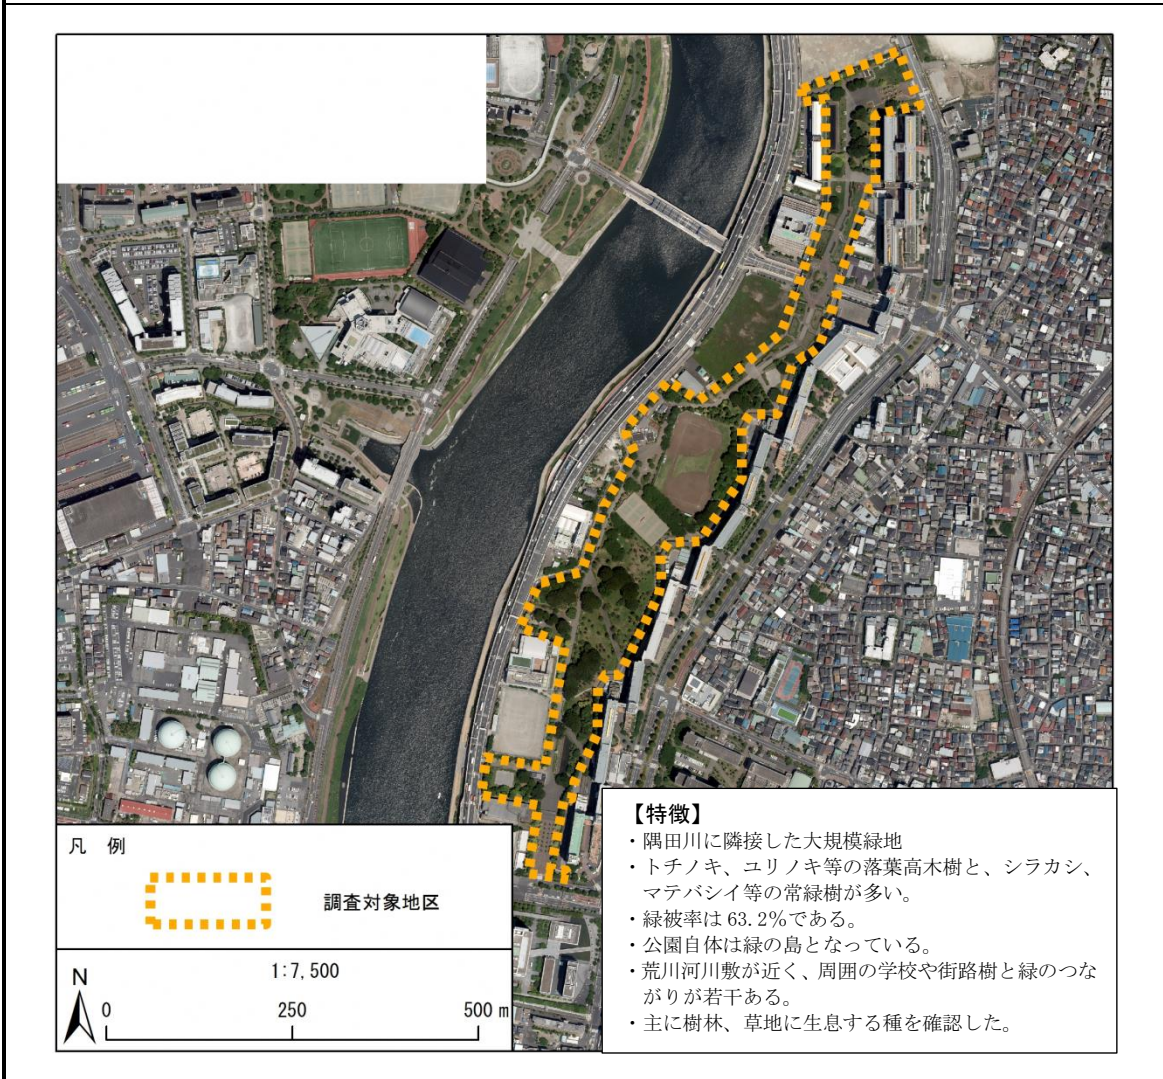 【特徴】
・隅田川に隣接した大規模緑地
・トチノキ、ユリノキ等の落葉高木樹と、シラカシ、
マテバシイ等の常緑樹が多い。
・緑被率は 63.2％である。
・公園自体は緑の島となっている。
・荒川河川敷が近く、周囲の学校や街路樹と緑のつな
がりが若干ある。
・主に樹林、草地に生息する種を確認した。
凡 例
調査対象地区
N
1:7,500
0 250 500 m